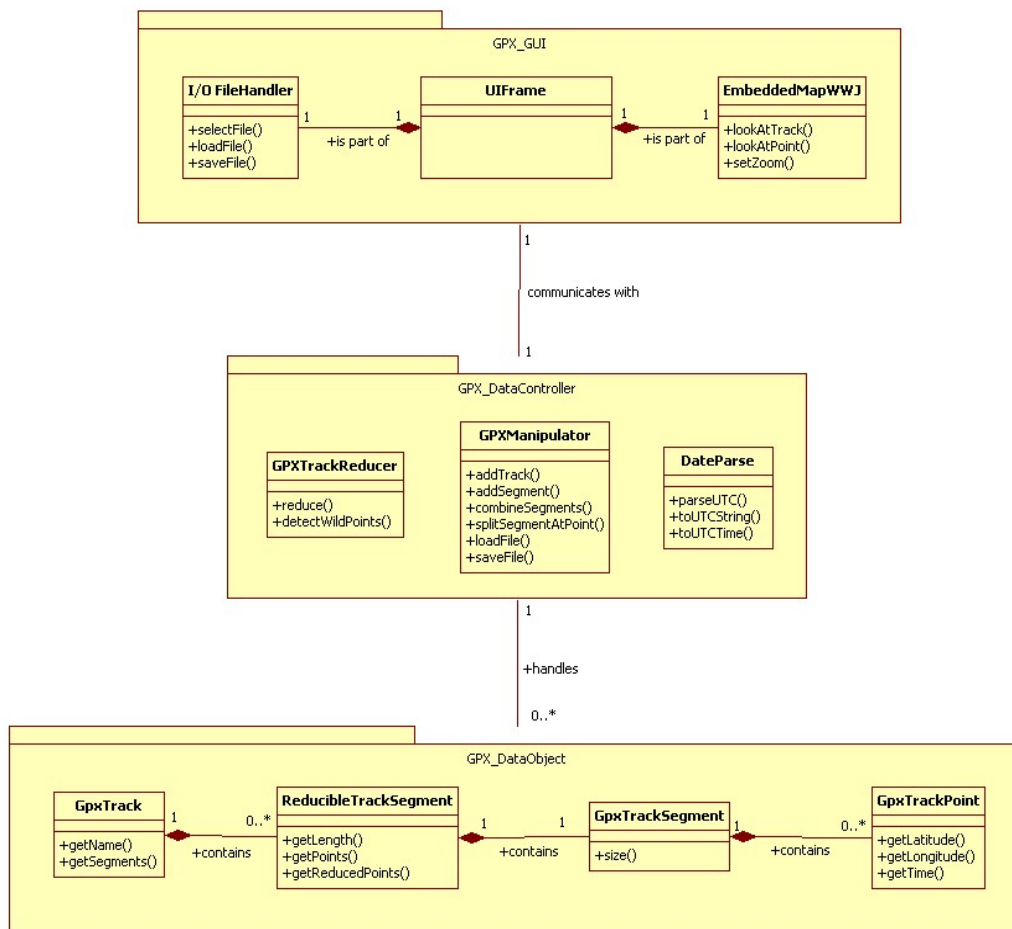 GPX_GUI
I/O FileHandler
+selectFile()
+loadFile()
+saveFile()
1
+is part of
1
UIFrame
1
+is part of
1
EmbeddedMapWWJ
+lookAtTrack()
+lookAtPoint()
+setZoom()
1
communicates with
1
GPX_DataController
GPXTrackReducer
+reduce()
+detectWildPoints()
GPXManipulator
+addTrack()
+addSegment()
+combineSegments()
+splitSegmentAtPoint()
+loadFile()
+saveFile()
DateParse
+parseUTC()
+toUTCString()
+toUTCTime()
1
+handles
0..*
GPX_DataObject
GpxTrack
+getName()
+getSegments()
1
+contains
0..*
ReducibleTrackSegment
+getLength()
+getPoints()
+getReducedPoints()
1
+contains
1
GpxTrackSegment
+size()
1
+contains
0..*
GpxTrackPoint
+getLatitude()
+getLongitude()
+getTime()